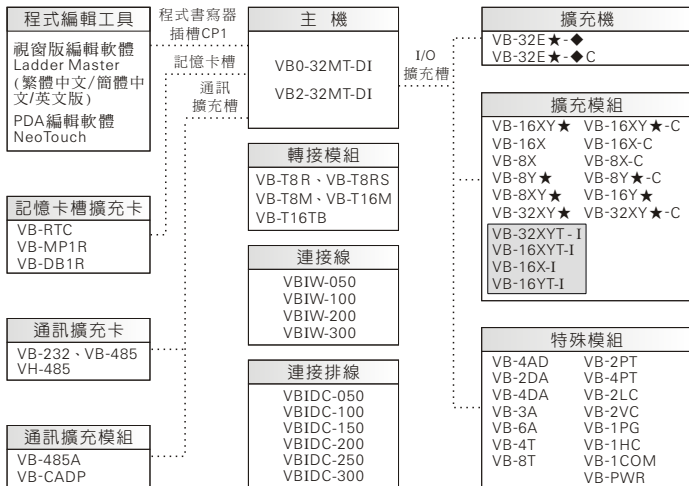 程式編輯工具
視窗版編輯軟體
Ladder Master
(繁體中文/簡體中
文/英文版)
PDA編輯軟體
NeoTouch
程式書寫器
插槽CP1
記憶卡槽
通訊
擴充槽
主 機
VB0-32MT-DI
VB2-32MT-DI
I/O
擴充槽
擴充機
VB-32E★-◆
VB-32E★-◆C
擴充模組
VB-16XY★ VB-16XY★-C
VB-16X VB-16X-C
VB-8X VB-8X-C
VB-8Y★ VB-8Y★-C
VB-8XY★ VB-16Y★
VB-32XY★ VB-32XY★-C
VB-32XYT-I
VB-16XYT-I
VB-16X-I
VB-16YT-I
轉接模組
VB-T8R、VB-T8RS
VB-T8M、VB-T16M
VB-T16TB
記憶卡槽擴充卡
VB-RTC
VB-MP1R
VB-DB1R
連接線
VBIW-050
VBIW-100
VBIW-200
VBIW-300
通訊擴充卡
VB-232、VB-485
VH-485
連接排線
VBIDC-050
VBIDC-100
VBIDC-150
VBIDC-200
VBIDC-250
VBIDC-300
特殊模組
VB-4AD VB-2PT
VB-2DA VB-4PT
VB-4DA VB-2LC
VB-3A VB-2VC
VB-6A VB-1PG
VB-4T VB-1HC
VB-8T VB-1COM
VB-PWR
通訊擴充模組
VB-485A
VB-CADP